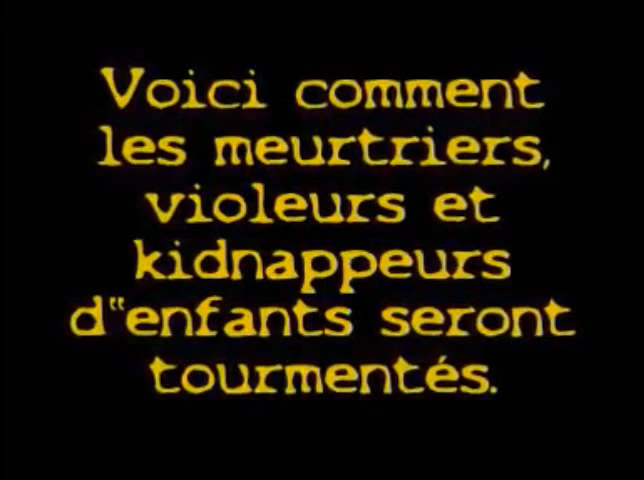 Voici comment
les meurtriers,
violeurs et
kidnappeurs
d"enfants seront
tourmentés.